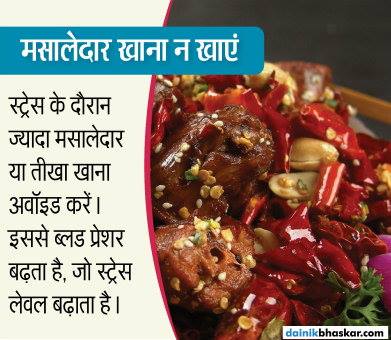 मसालेदार खाना न खाएं
स्ट्रेस के दौरान
ज्यादा मसालेदार
या तीखा खाना
अवॉइड करें।
इससे ब्लड प्रेशर
बढ़ता है, जो स्ट्रेस
लेवल बढ़ाता है।
dainikbhaskar.com